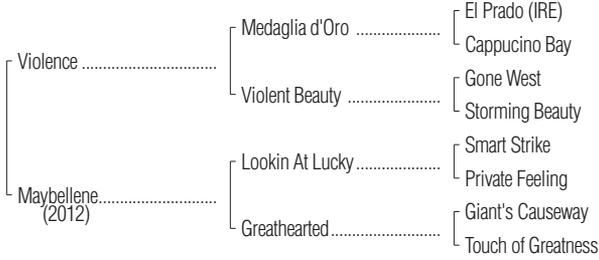 El Prado (IRE)
Medaglia d'Oro ....................
Cappucino Bay
Violence ................................
Gone West
Violent Beauty ......................
Storming Beauty
Smart Strike
Lookin At Lucky....................
Private Feeling
Maybellene............................
(2012)
Giant's Causeway
Greathearted..........................
Touch of Greatness